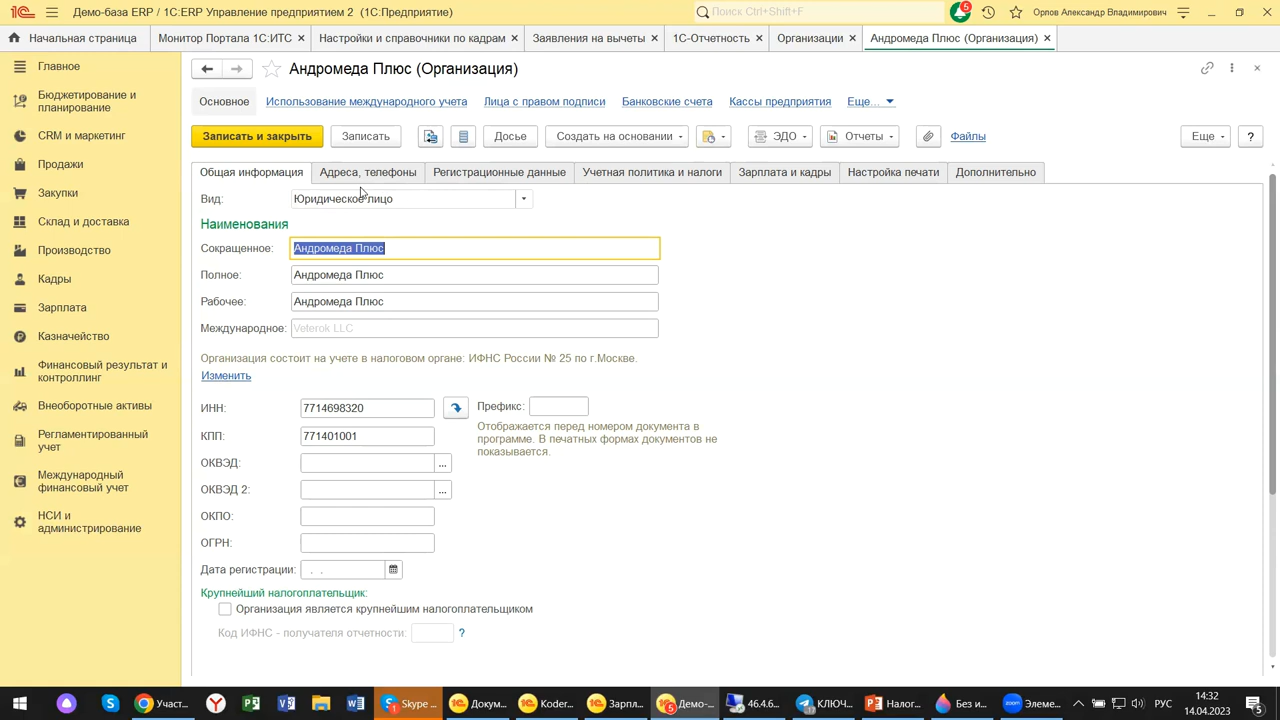 Демо-база ERP / 1С:ERP Управление предприятием 2 (1С:Предприятие)
Поиск Ctrl+Shift+F
5
Орлов Александр Владимирович
Начальная страница
Монитор Портала 1С:ИТС
Настройки и справочники по кадрам
Заявления на вычеты
1С-Отчетность
Организации
Андромеда Плюс (Организация)
Главное
Бюджетирование и
планирование
CRM и маркетинг
Продажи
Закупки
Склад и доставка
Производство
Кадры
Зарплата
Казначейство
Финансовый результат и
контроллинг
Внеоборотные активы
Регламентированный
учет
Международный
финансовый учет
НСИ и
администрирование
Андромеда Плюс (Организация)
Основное
Использование международного учета
Лица с правом подписи
Банковские счета
Кассы предприятия
Еще...
Записать и закрыть
Записать
Досье
Создать на основании
ЭДО
Отчеты
Файлы
Еще
?
Общая информация
Адреса, телефоны
Регистрационные данные
Учетная политика и налоги
Зарплата и кадры
Настройка печати
Дополнительно
Вид: Юридическое лицо
Наименования
Сокращенное: Андромеда Плюс
Полное: Андромеда Плюс
Рабочее: Андромеда Плюс
Международное: Veterok LLC
Организация состоит на учете в налоговом органе: ИФНС России № 25 по г.Москве.
Изменить
ИНН: 7714698320
Префикс:
Отображается перед номером документа в
программе. В печатных формах документов не
показывается.
КПП: 771401001
ОКВЭД: ...
ОКВЭД 2: ...
ОКПО:
ОГРН:
Дата регистрации: . .
Крупнейший налогоплательщик:
Организация является крупнейшим налогоплательщиком
Код ИФНС - получателя отчетности: ?
Участ...
Skype ...
1
Докум...
Koder...
Зарпл...
Демо-...
5
46.4.6...
КЛЮЧ...
Налог...
Без и...
Элеме...
РУС
14:32
14.04.2023
5